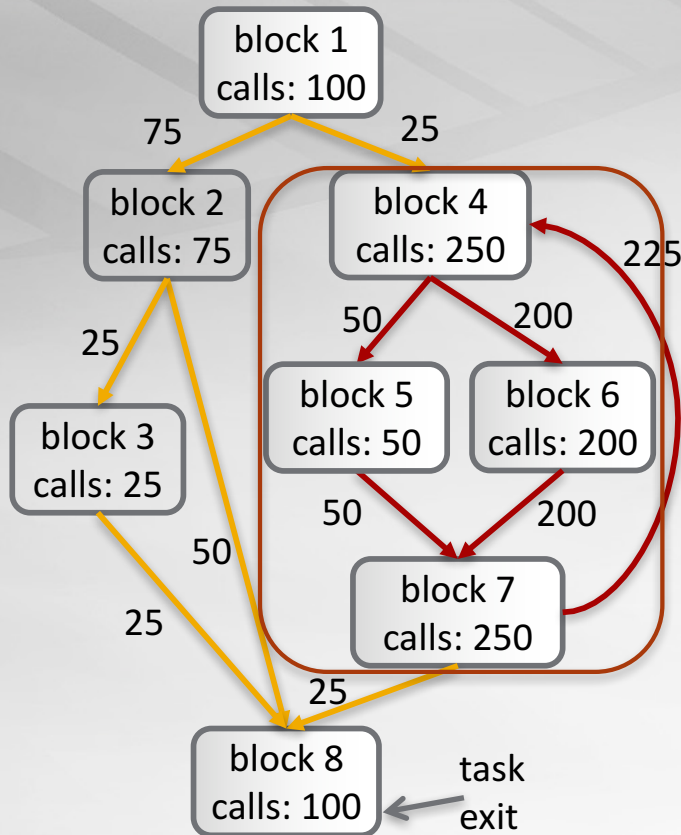 block 1
calls: 100
75
25
block 2
calls: 75
block 4
calls: 250
225
25
50
200
block 3
calls: 25
block 5
calls: 50
block 6
calls: 200
50
50
200
25
block 7
calls: 250
25
block 8
calls: 100
task
exit